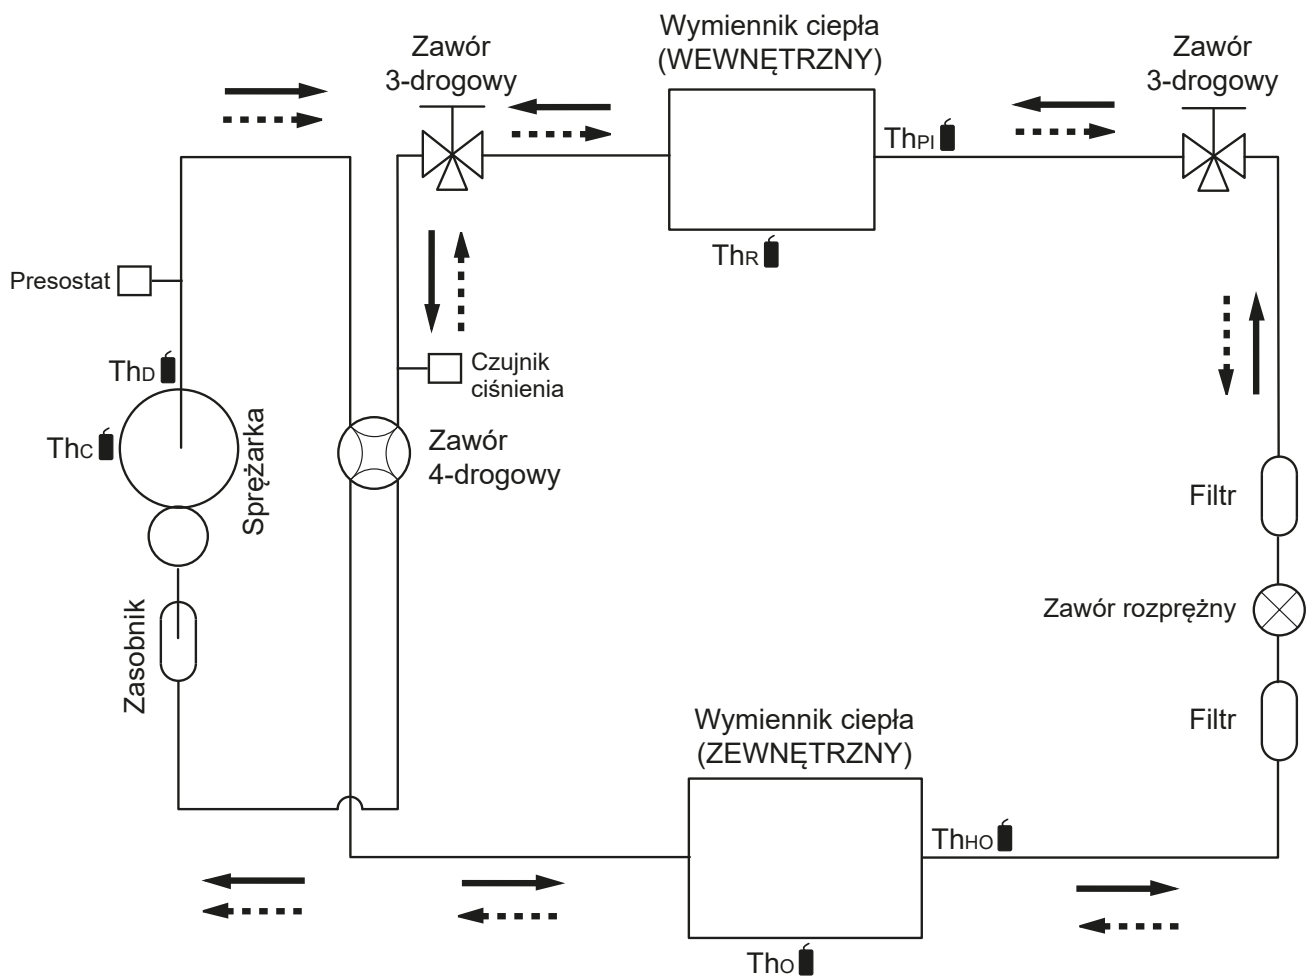 Wymiennik ciepła
(WEWNĘTRZNY)
Zawór
3-drogowy
Zawór
3-drogowy
ThPI
ThR
Presostat
ThD
Czujnik
ciśnienia
ThC
Sprężarka
Zawór
4-drogowy
Filtr
Zawór rozprężny
Zasobnik
Filtr
Wymiennik ciepła
(ZEWNĘTRZNY)
ThHO
ThO